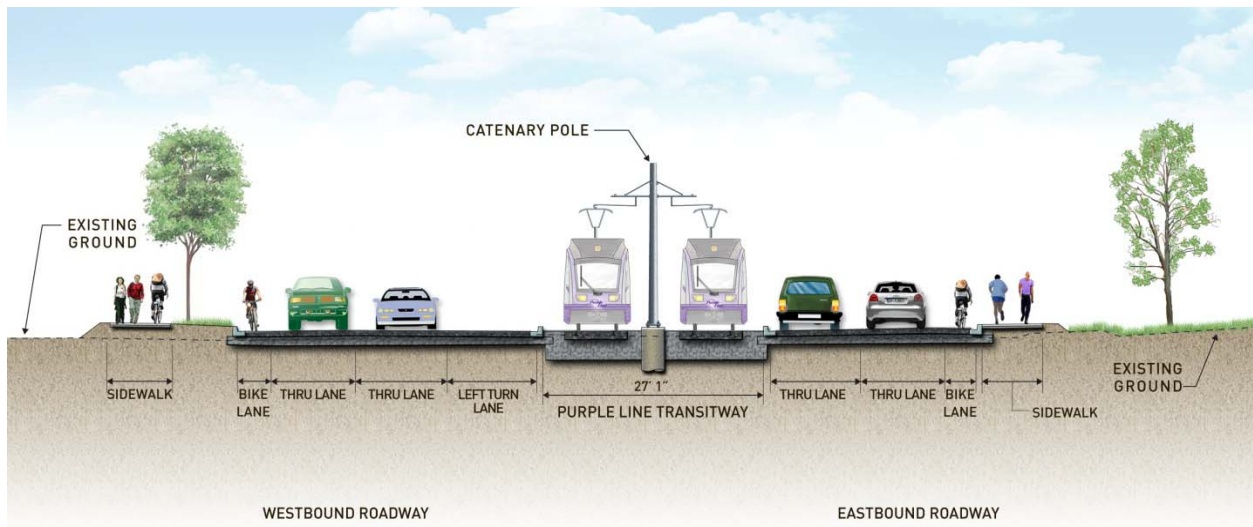 CATENARY POLE
EXISTING
GROUND
EXISTING
GROUND
SIDEWALK
BIKE
LANE
THRU LANE
THRU LANE
LEFT TURN
LANE
27' 1"
PURPLE LINE TRANSITWAY
THRU LANE
THRU LANE
BIKE
LANE
SIDEWALK
WESTBOUND ROADWAY
EASTBOUND ROADWAY